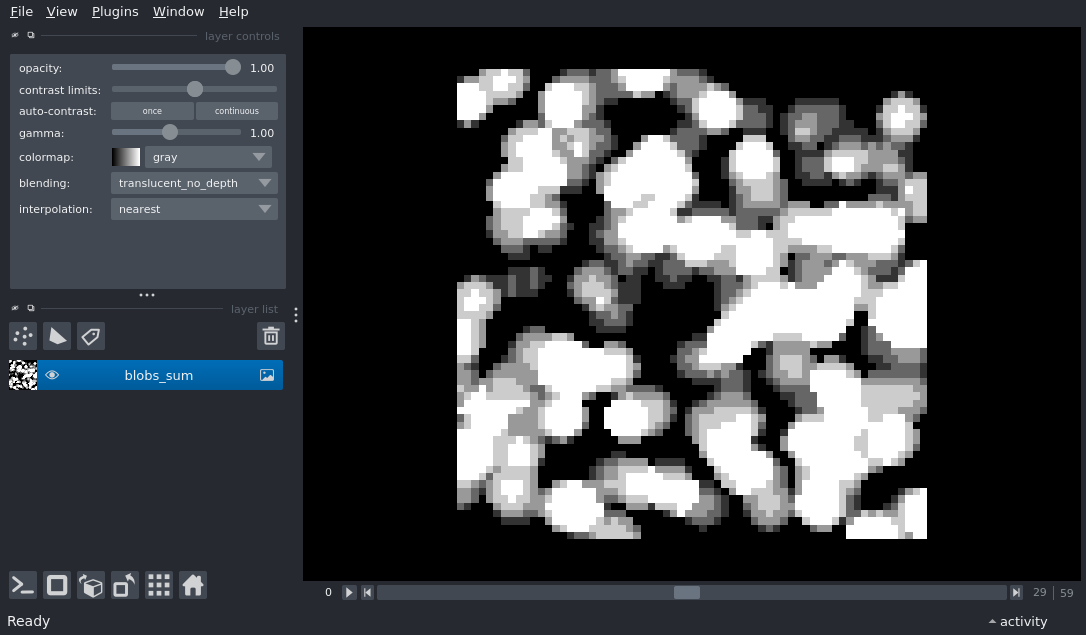 File View Plugins Window Help
layer controls
opacity: 1.00
contrast limits:
auto-contrast: once continuous
gamma: 1.00
colormap: gray
blending: translucent_no_depth
interpolation: nearest
layer list
blobs_sum
0 29 59
Ready activity